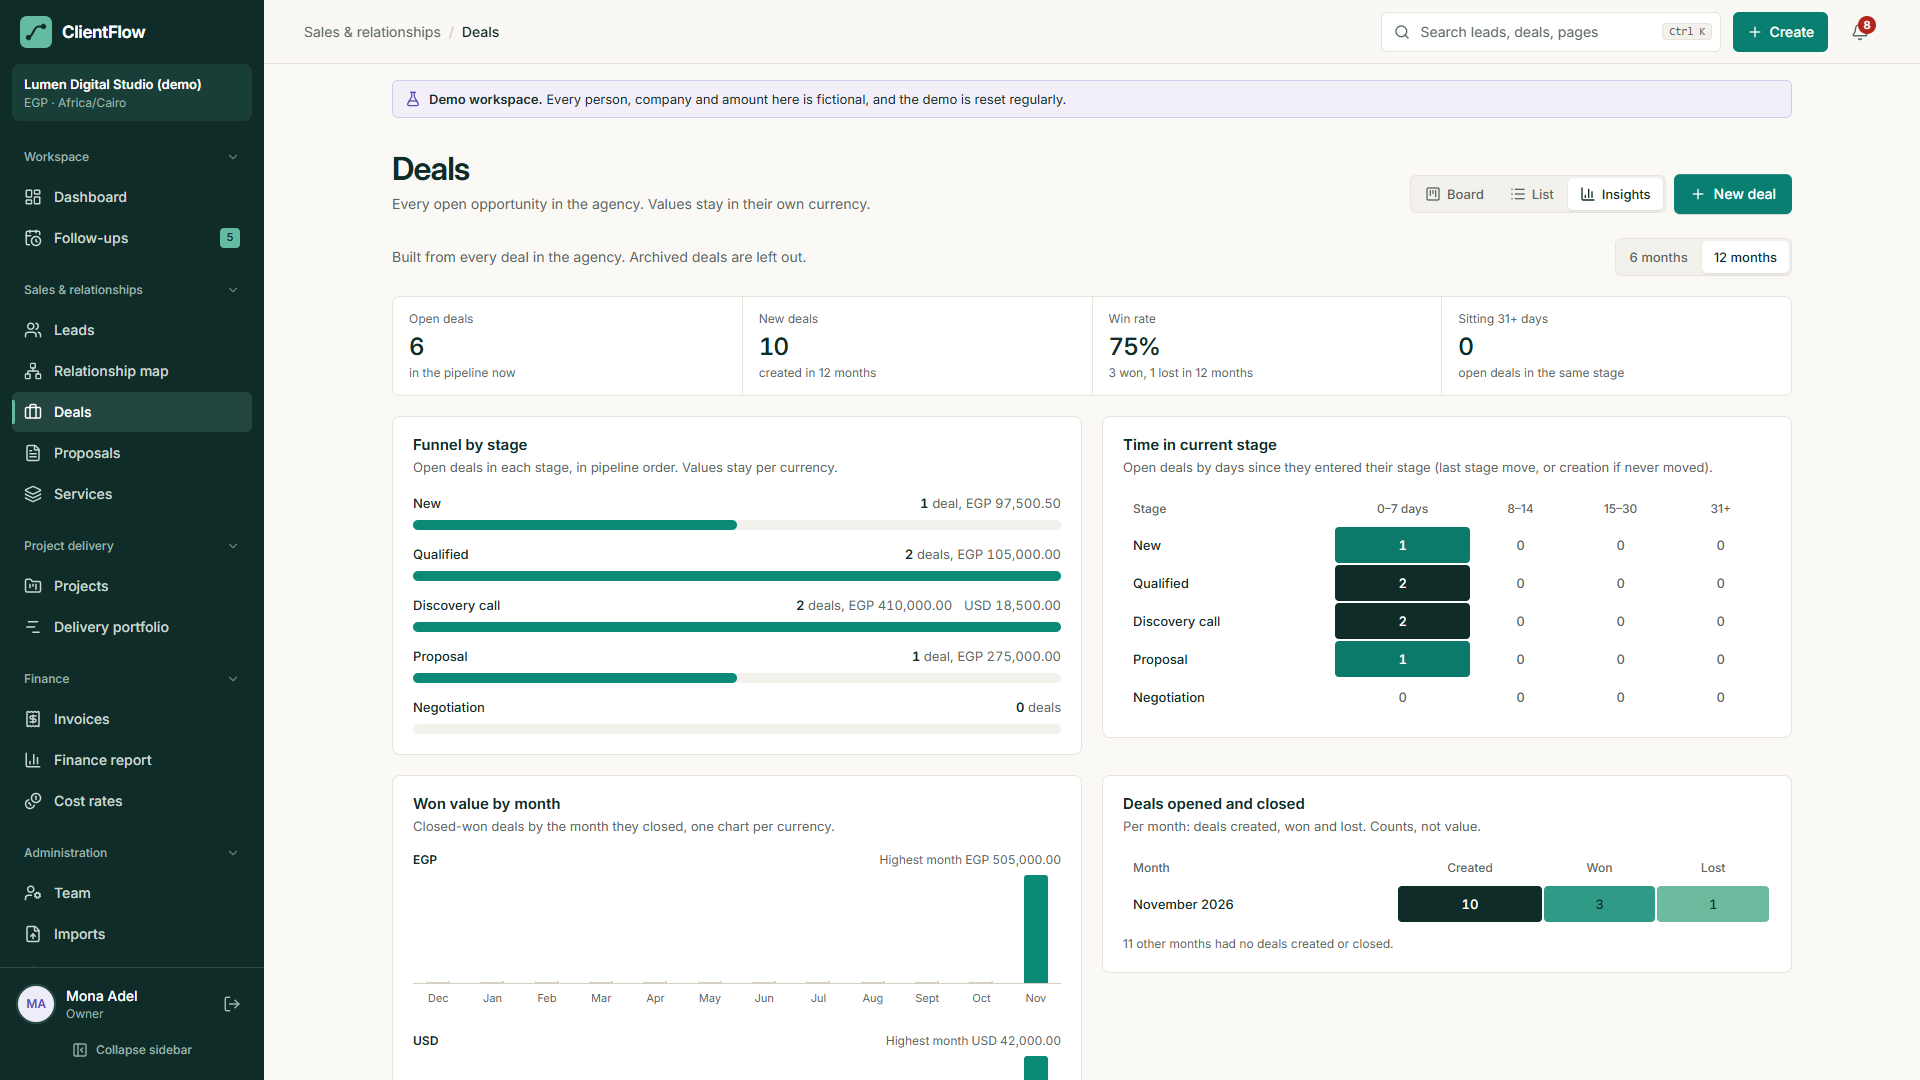 ClientFlow
Lumen Digital Studio (demo)
EGP · Africa/Cairo
Workspace
Dashboard
Follow-ups
5
Sales & relationships
Leads
Relationship map
Deals
Proposals
Services
Project delivery
Projects
Delivery portfolio
Finance
Invoices
Finance report
Cost rates
Administration
Team
Imports
MA
Mona Adel
Owner
Collapse sidebar
Sales & relationships / Deals
Search leads, deals, pages
Ctrl K
+ Create
8
Demo workspace. Every person, company and amount here is fictional, and the demo is reset regularly.
Deals
Every open opportunity in the agency. Values stay in their own currency.
Board
List
Insights
+ New deal
Built from every deal in the agency. Archived deals are left out.
6 months
12 months
Open deals
6
in the pipeline now
New deals
10
created in 12 months
Win rate
75%
3 won, 1 lost in 12 months
Sitting 31+ days
0
open deals in the same stage
Funnel by stage
Open deals in each stage, in pipeline order. Values stay per currency.
New 1 deal, EGP 97,500.50
Qualified 2 deals, EGP 105,000.00
Discovery call 2 deals, EGP 410,000.00 USD 18,500.00
Proposal 1 deal, EGP 275,000.00
Negotiation 0 deals
Time in current stage
Open deals by days since they entered their stage (last stage move, or creation if never moved).
Stage 0–7 days 8–14 15–30 31+
New 1 0 0 0
Qualified 2 0 0 0
Discovery call 2 0 0 0
Proposal 1 0 0 0
Negotiation 0 0 0 0
Won value by month
Closed-won deals by the month they closed, one chart per currency.
EGP Highest month EGP 505,000.00
Dec Jan Feb Mar Apr May Jun Jul Aug Sept Oct Nov
USD Highest month USD 42,000.00
Deals opened and closed
Per month: deals created, won and lost. Counts, not value.
Month Created Won Lost
November 2026 10 3 1
11 other months had no deals created or closed.